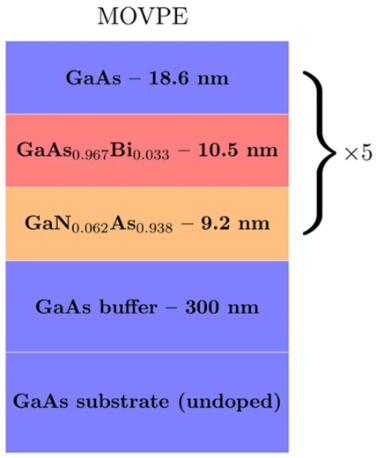 MOVPE
GaAs – 18.6 nm
GaAs₀.₉₆₇Bi₀.₀₃₃ – 10.5 nm
GaN₀.₀₆₂As₀.₉₃₈ – 9.2 nm
×5
GaAs buffer – 300 nm
GaAs substrate (undoped)